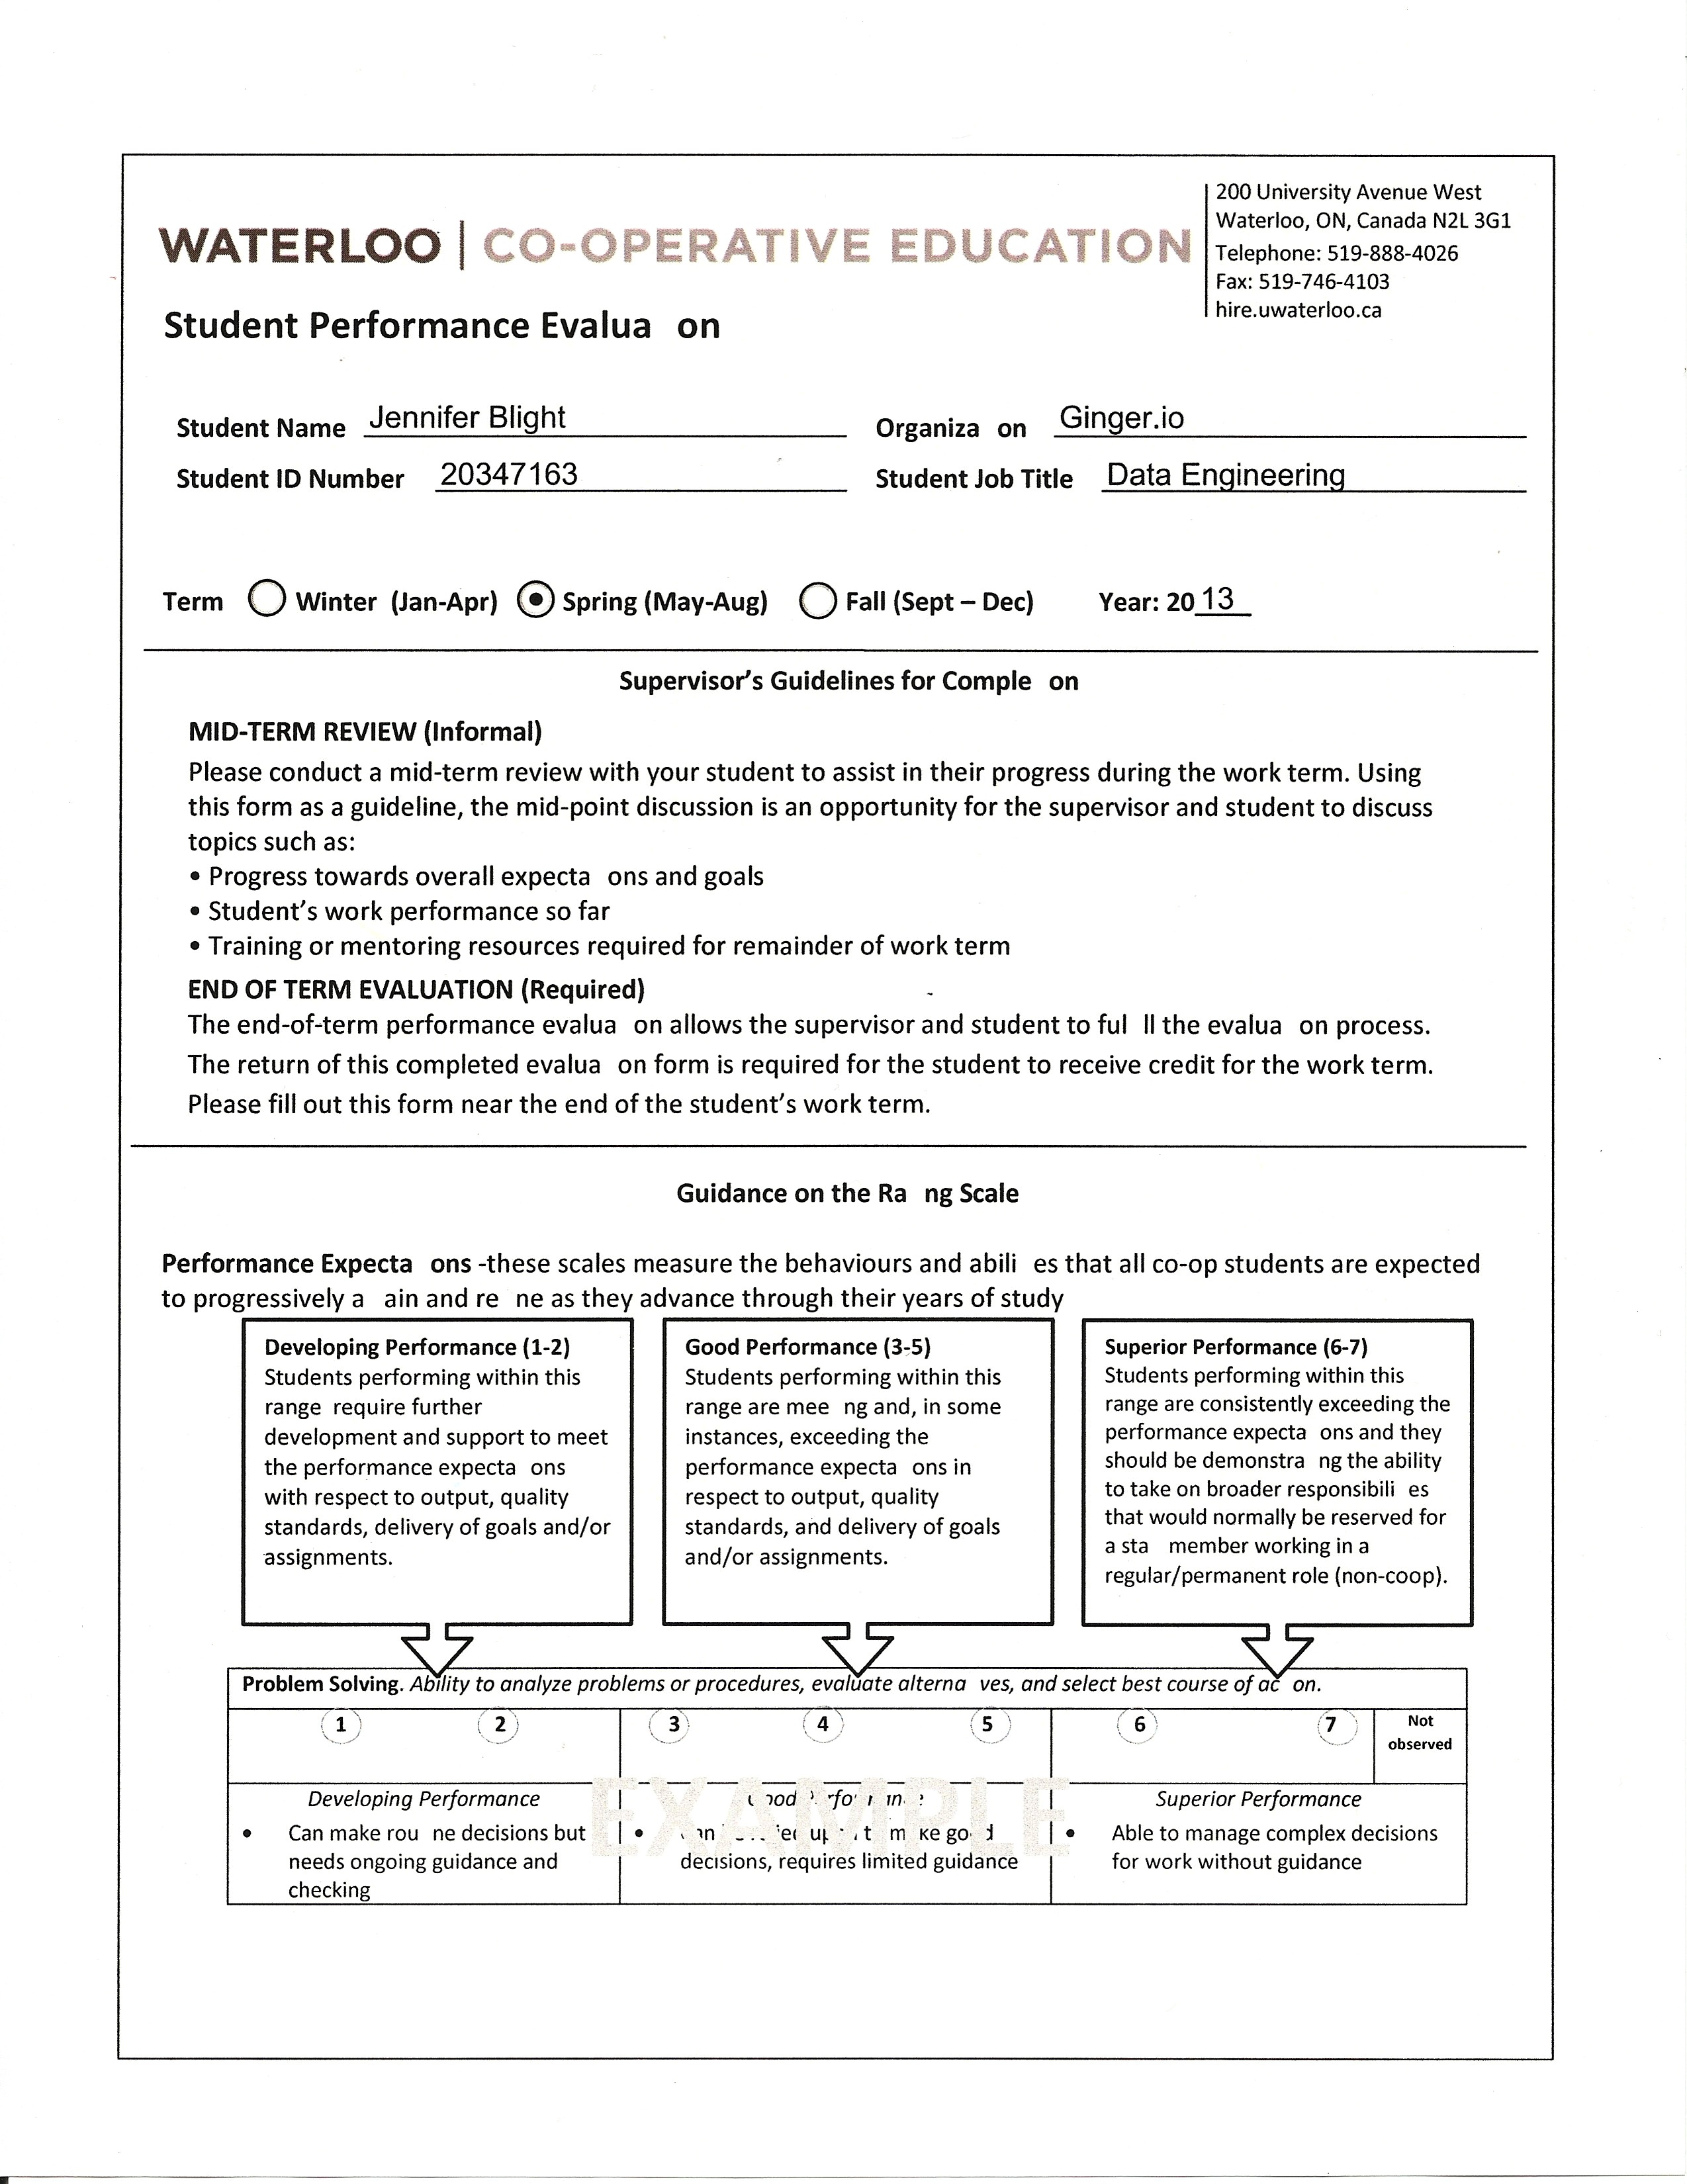 200 University Avenue West
Waterloo, ON, Canada N2L 3G1
Telephone: 519-888-4026
Fax: 519-746-4103
hire.uwaterloo.ca
WATERLOO | CO-OPERATIVE EDUCATION
Student Performance Evalua on
Student Name Jennifer Blight Organiza on Ginger.io
Student ID Number 20347163 Student Job Title Data Engineering
Term Winter (Jan-Apr) Spring (May-Aug) Fall (Sept – Dec) Year: 20 13
Supervisor's Guidelines for Comple on
MID-TERM REVIEW (Informal)
Please conduct a mid-term review with your student to assist in their progress during the work term. Using
this form as a guideline, the mid-point discussion is an opportunity for the supervisor and student to discuss
topics such as:
• Progress towards overall expecta ons and goals
• Student's work performance so far
• Training or mentoring resources required for remainder of work term
END OF TERM EVALUATION (Required)
The end-of-term performance evalua on allows the supervisor and student to ful ll the evalua on process.
The return of this completed evalua on form is required for the student to receive credit for the work term.
Please fill out this form near the end of the student's work term.
Guidance on the Ra ng Scale
Performance Expecta ons -these scales measure the behaviours and abili es that all co-op students are expected
to progressively a ain and re ne as they advance through their years of study
Developing Performance (1-2)
Students performing within this
range require further
development and support to meet
the performance expecta ons
with respect to output, quality
standards, delivery of goals and/or
assignments.
Good Performance (3-5)
Students performing within this
range are mee ng and, in some
instances, exceeding the
performance expecta ons in
respect to output, quality
standards, and delivery of goals
and/or assignments.
Superior Performance (6-7)
Students performing within this
range are consistently exceeding the
performance expecta ons and they
should be demonstra ng the ability
to take on broader responsibili es
that would normally be reserved for
a sta member working in a
regular/permanent role (non-coop).
Problem Solving. Ability to analyze problems or procedures, evaluate alterna ves, and select best course of ac on.
1 2 3 4 5 6 7 Not
observed
EXAMPLE
Developing Performance
• Can make rou ne decisions but
needs ongoing guidance and
checking
•
decisions, requires limited guidance
Superior Performance
• Able to manage complex decisions
for work without guidance